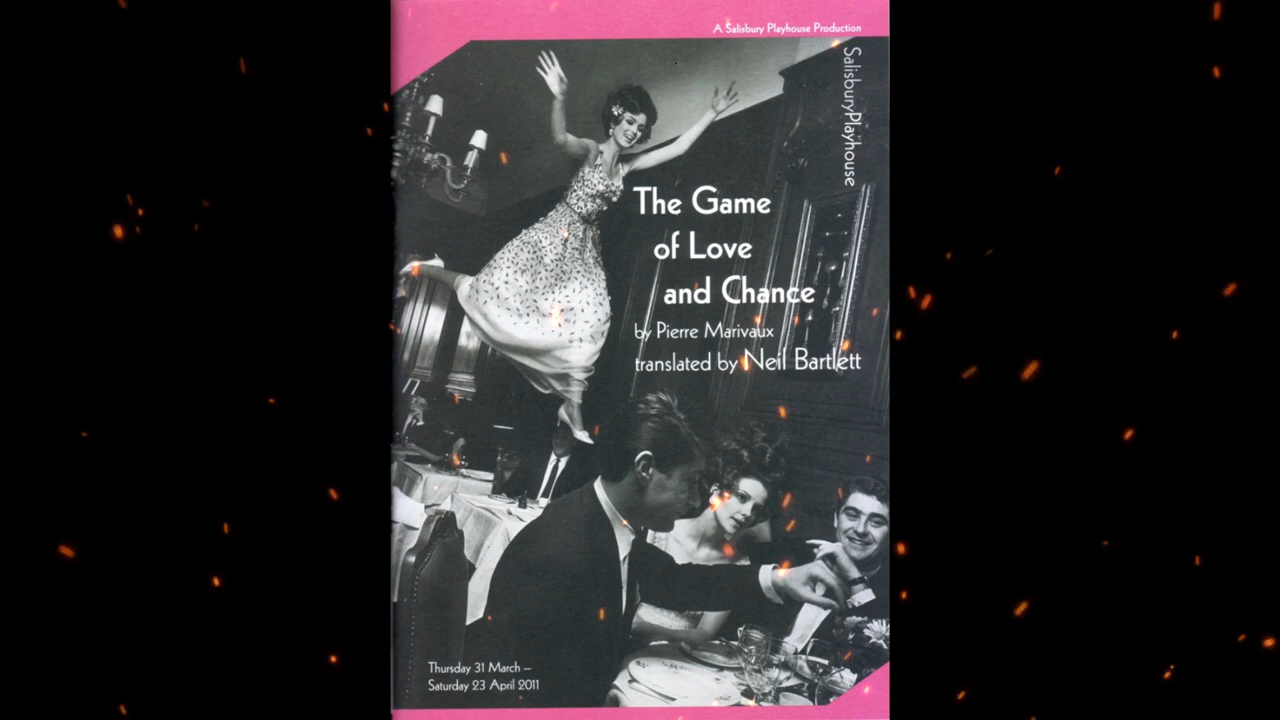 A Salisbury Playhouse Production
SalisburyPlayhouse
The Game
of Love
and Chance
by Pierre Marivaux
translated by Neil Bartlett
Thursday 31 March –
Saturday 23 April 2011